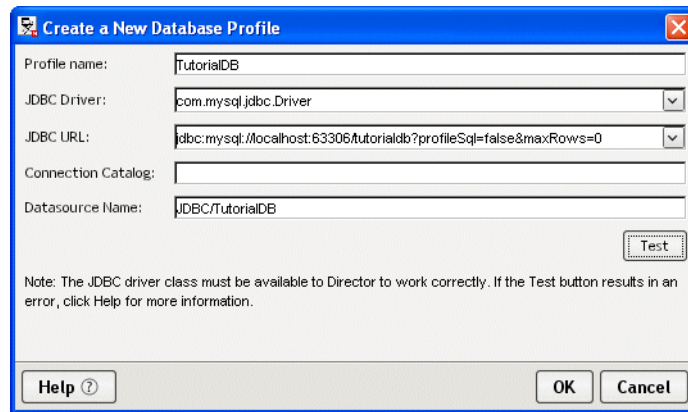 Create a New Database Profile
Profile name: TutorialDB
JDBC Driver: com.mysql.jdbc.Driver
JDBC URL: jdbc:mysql://localhost:63306/tutorialdb?profileSql=false&maxRows=0
Connection Catalog:
Datasource Name: JDBC/TutorialDB
Test
Note: The JDBC driver class must be available to Director to work correctly. If the Test button results in an
error, click Help for more information.
Help ?
OK Cancel